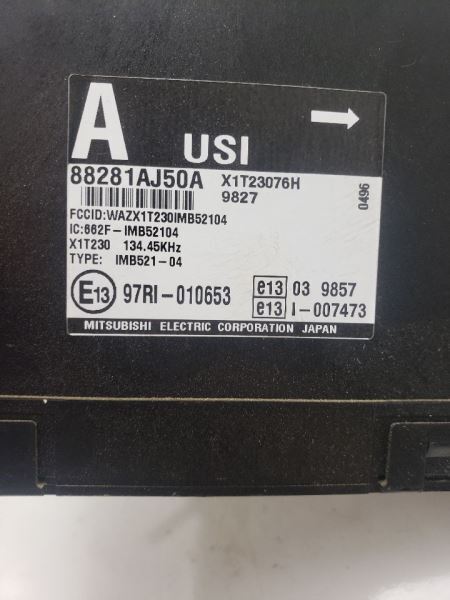 A USI
88281AJ50A X1T23076H
9827
0496
FCCID:WAZX1T230IMB52104
IC:662F-IMB52104
X1T230 134.45KHz
TYPE: IMB521-04
E13 97RI-010653
e13 03 9857
e13 I-007473
MITSUBISHI ELECTRIC CORPORATION JAPAN